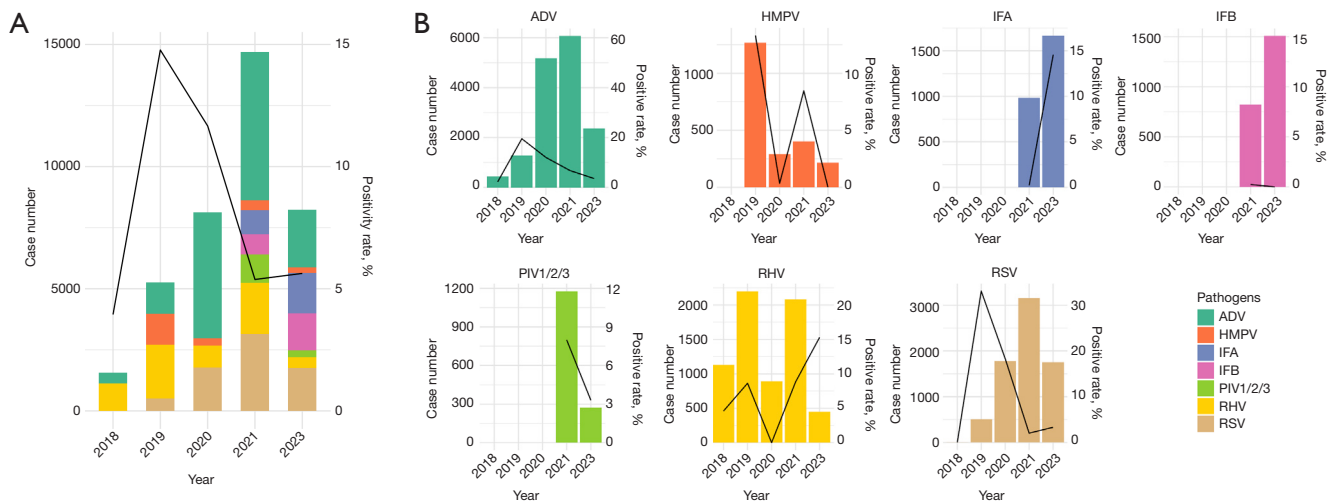 A
15000
10000
5000
0
Case number
15
10
5
0
Positivity rate, %
2018
2019
2020
2021
2023
Year
B
ADV
6000
4000
2000
0
Case number
60
40
20
0
Positive rate, %
2018
2019
2020
2021
2023
Year
HMPV
1000
500
0
Case number
10
5
0
Positive rate, %
2018
2019
2020
2021
2023
Year
IFA
1500
1000
500
0
Case number
15
10
5
0
Positive rate, %
2018
2019
2020
2021
2023
Year
IFB
1500
1000
500
0
Case number
15
10
5
0
Positive rate, %
2018
2019
2020
2021
2023
Year
PIV1/2/3
1200
900
600
300
0
Case number
12
9
6
3
0
Positive rate, %
2018
2019
2020
2021
2023
Year
RHV
2000
1500
1000
500
0
Case number
20
15
10
5
0
Positive rate, %
2018
2019
2020
2021
2023
Year
RSV
3000
2000
1000
0
Case number
30
20
10
0
Positive rate, %
2018
2019
2020
2021
2023
Year
Pathogens
ADV
HMPV
IFA
IFB
PIV1/2/3
RHV
RSV